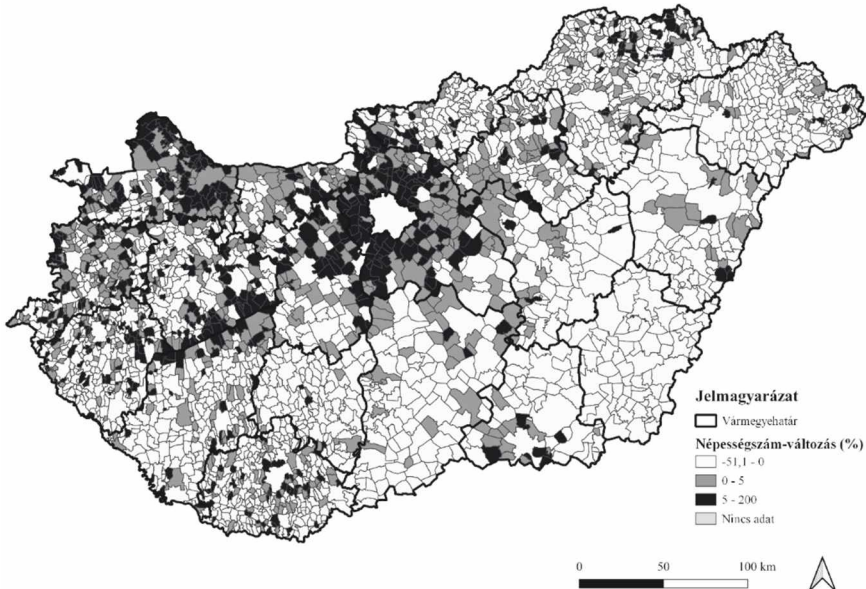 Jelmagyarázat
Vármegyehatár
Népességszám-változás (%)
-51,1 - 0
0 - 5
5 - 200
Nincs adat
0 50 100 km